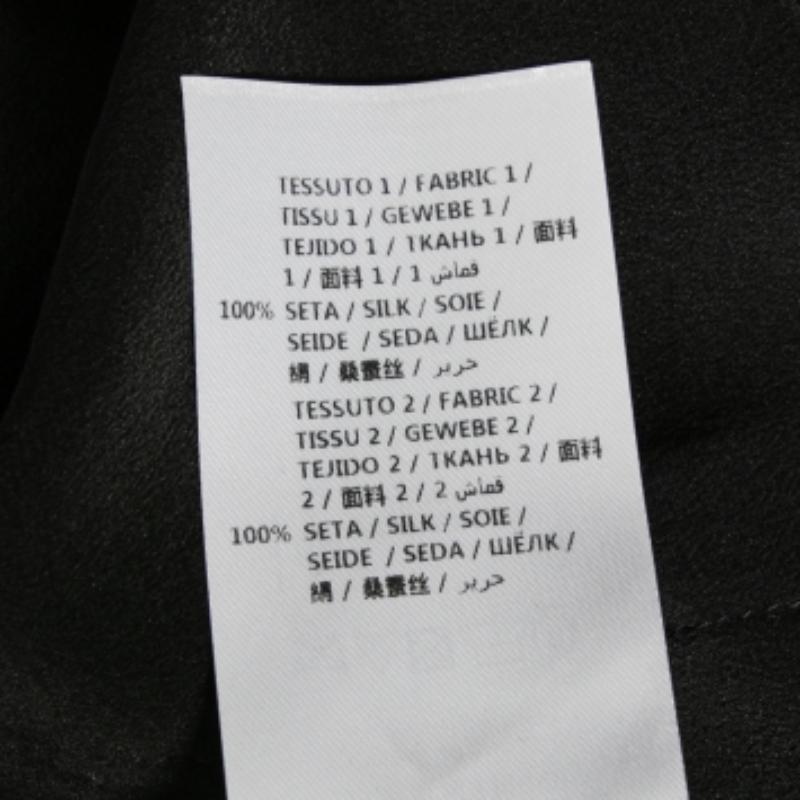 TESSUTO 1 / FABRIC 1 /
TISSU 1 / GEWEBE 1 /
TEJIDO 1 / ТКАНЬ 1 / 面料
1 / 面料 1 / 1 قماش
100% SETA / SILK / SOIE /
SEIDE / SEDA / ШЁЛК /
絹 / 桑蚕丝 / حرير
TESSUTO 2 / FABRIC 2 /
TISSU 2 / GEWEBE 2 /
TEJIDO 2 / ТКАНЬ 2 / 面料
2 / 面料 2 / 2 قماش
100% SETA / SILK / SOIE /
SEIDE / SEDA / ШЁЛК /
絹 / 桑蚕丝 / حرير